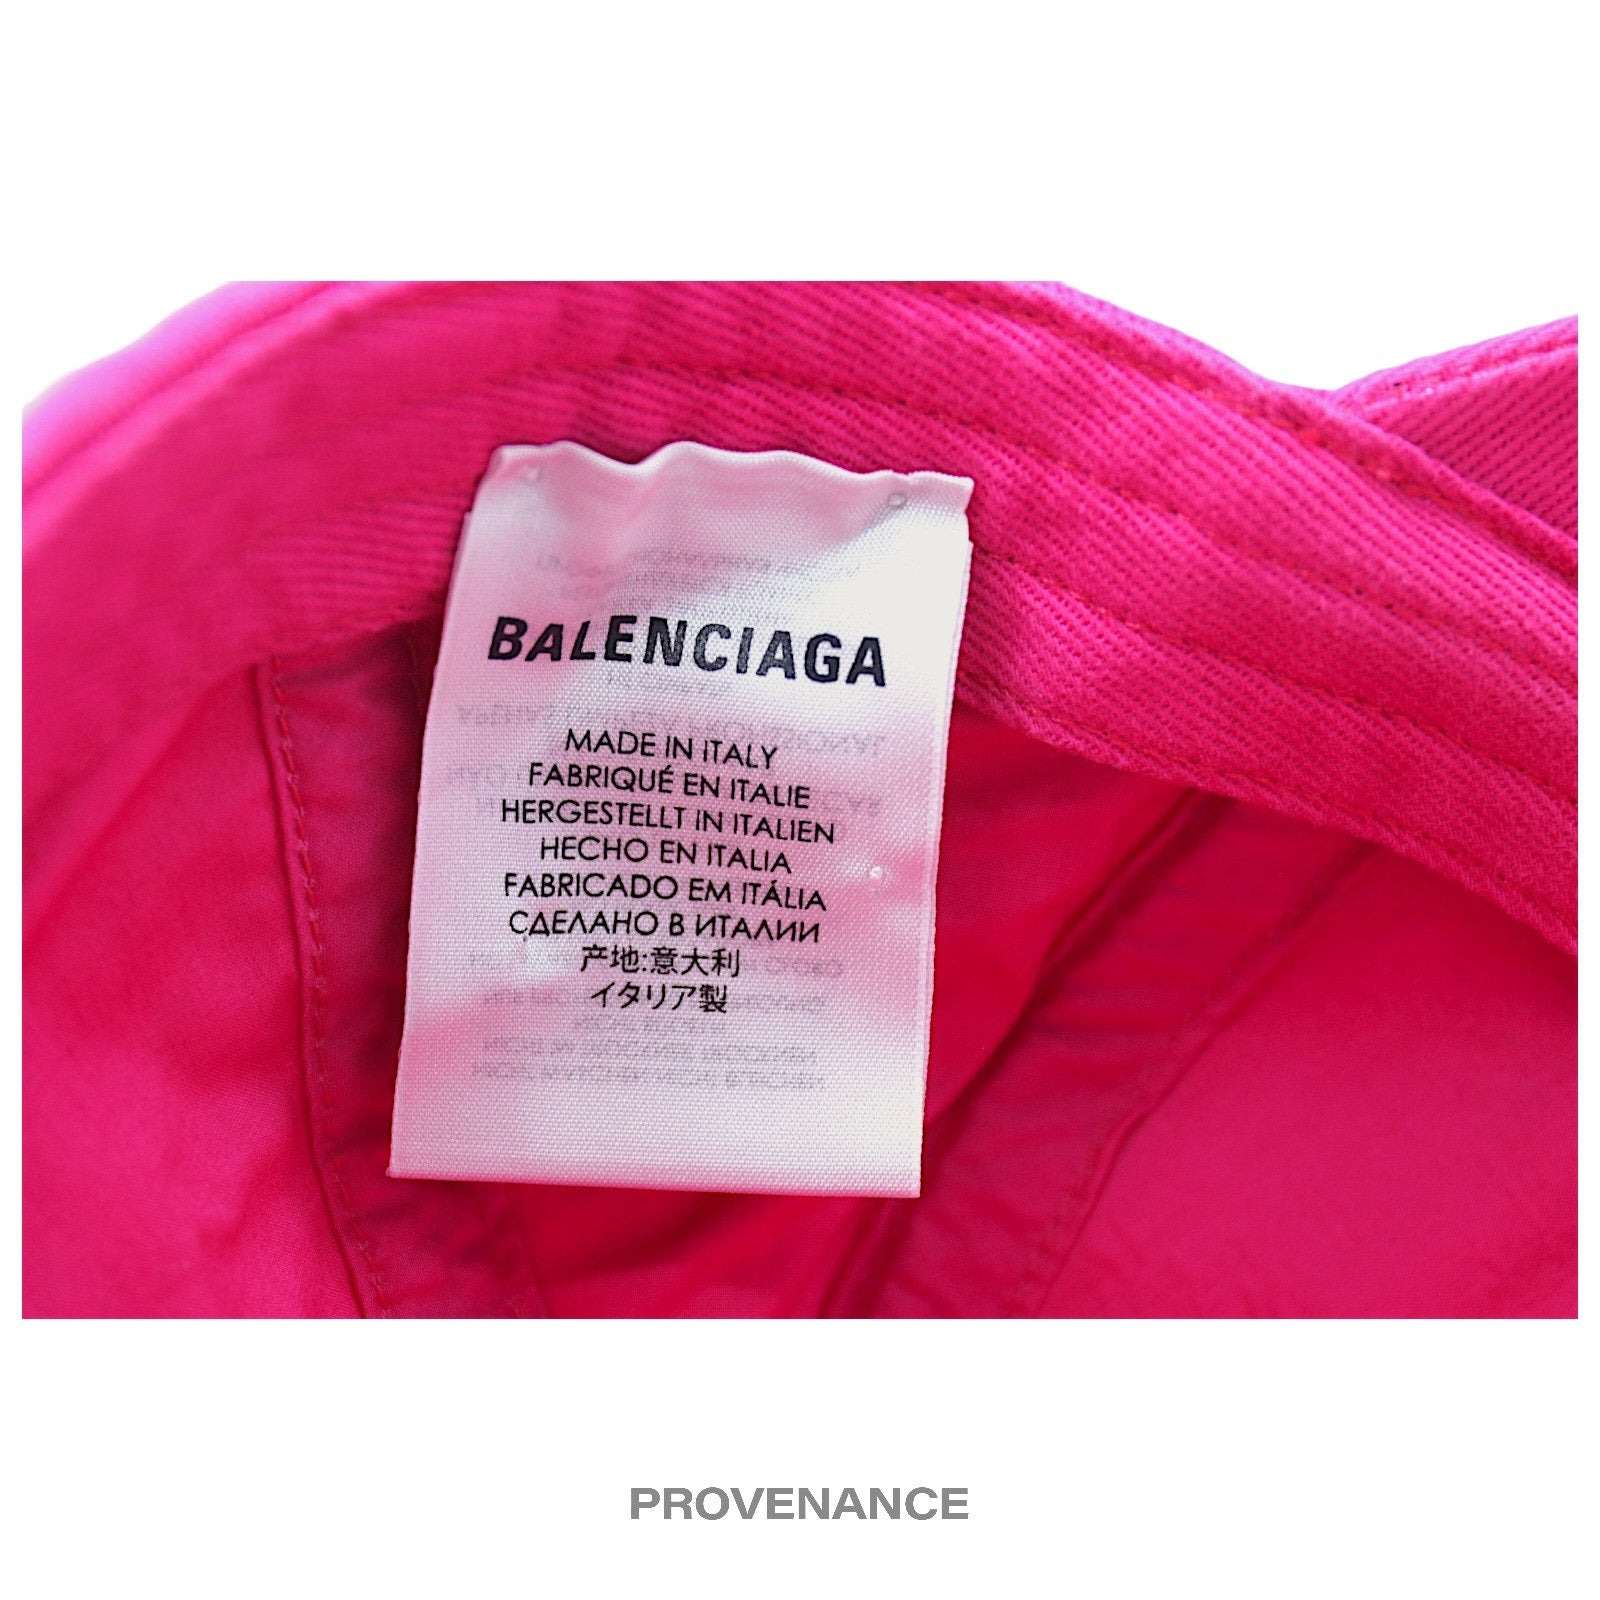 BALENCIAGA
MADE IN ITALY
FABRIQUÉ EN ITALIE
HERGESTELLT IN ITALIEN
HECHO EN ITALIA
FABRICADO EM ITÁLIA
СДЕЛАНО В ИТАЛИИ
产地:意大利
イタリア製
PROVENANCE